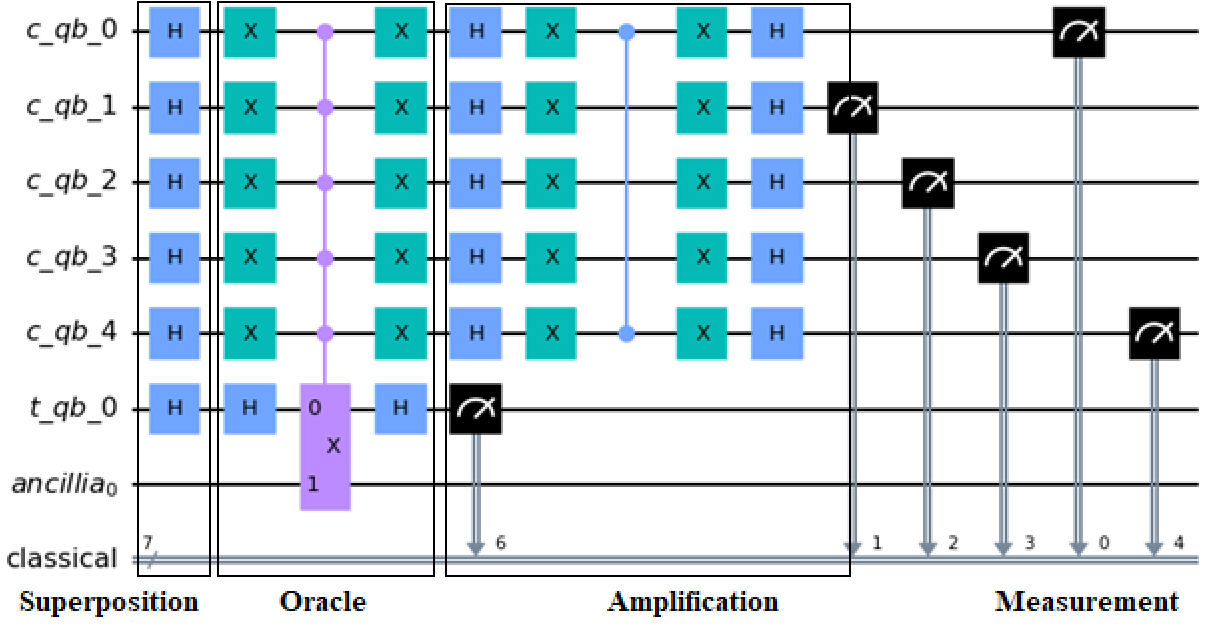 c_qb_0 H X X H X X H
c_qb_1 H X X H X X H
c_qb_2 H X X H X X H
c_qb_3 H X X H X X H
c_qb_4 H X X H X X H
t_qb_0 H H 0 H
X
ancillia0 1
classical 7 6 1 2 3 0 4
Superposition Oracle Amplification Measurement